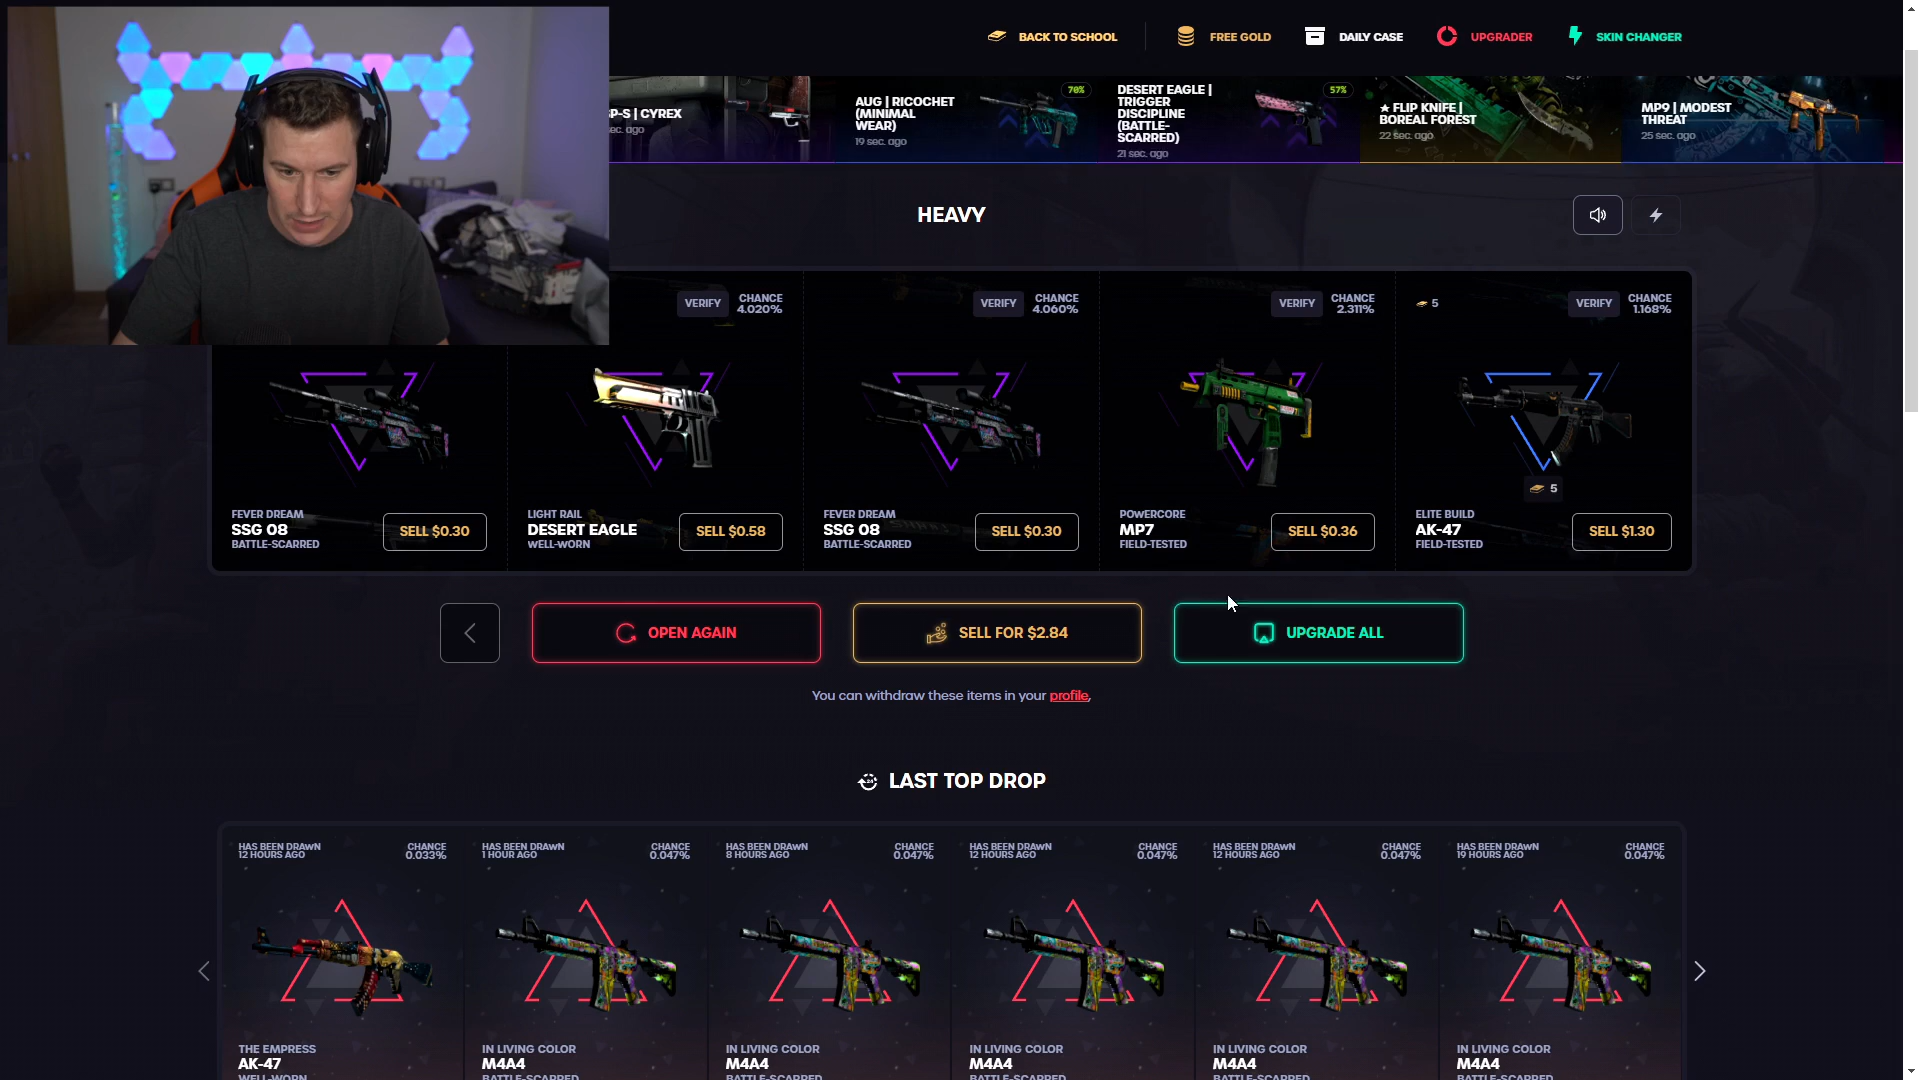 BACK TO SCHOOL
FREE GOLD
DAILY CASE
UPGRADER
SKIN CHANGER
P-S | CYREX
ec. ago
AUG | RICOCHET
(MINIMAL
WEAR)
19 sec. ago
70%
DESERT EAGLE |
TRIGGER
DISCIPLINE
(BATTLE-
SCARRED)
21 sec. ago
57%
★ FLIP KNIFE |
BOREAL FOREST
22 sec. ago
MP9 | MODEST
THREAT
25 sec. ago
HEAVY
VERIFY
CHANCE
4.020%
VERIFY
CHANCE
4.060%
VERIFY
CHANCE
2.311%
5
VERIFY
CHANCE
1.168%
5
FEVER DREAM
SSG 08
BATTLE-SCARRED
SELL $0.30
LIGHT RAIL
DESERT EAGLE
WELL-WORN
SELL $0.58
FEVER DREAM
SSG 08
BATTLE-SCARRED
SELL $0.30
POWERCORE
MP7
FIELD-TESTED
SELL $0.36
ELITE BUILD
AK-47
FIELD-TESTED
SELL $1.30
OPEN AGAIN
SELL FOR $2.84
UPGRADE ALL
You can withdraw these items in your profile.
LAST TOP DROP
HAS BEEN DRAWN
12 HOURS AGO
CHANCE
0.033%
HAS BEEN DRAWN
1 HOUR AGO
CHANCE
0.047%
HAS BEEN DRAWN
8 HOURS AGO
CHANCE
0.047%
HAS BEEN DRAWN
12 HOURS AGO
CHANCE
0.047%
HAS BEEN DRAWN
12 HOURS AGO
CHANCE
0.047%
HAS BEEN DRAWN
19 HOURS AGO
CHANCE
0.047%
THE EMPRESS
AK-47
WELL-WORN
IN LIVING COLOR
M4A4
BATTLE-SCARRED
IN LIVING COLOR
M4A4
BATTLE-SCARRED
IN LIVING COLOR
M4A4
BATTLE-SCARRED
IN LIVING COLOR
M4A4
BATTLE-SCARRED
IN LIVING COLOR
M4A4
BATTLE-SCARRED